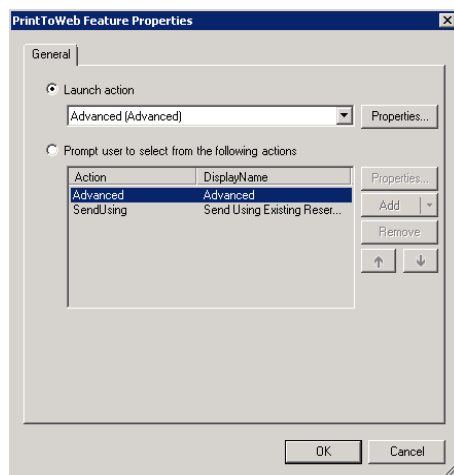 PrintToWeb Feature Properties
General
Launch action
Advanced (Advanced)
Properties...
Prompt user to select from the following actions
Action DisplayName
Properties...
Advanced Advanced
SendUsing Send Using Existing Reser...
Add
Remove
OK Cancel